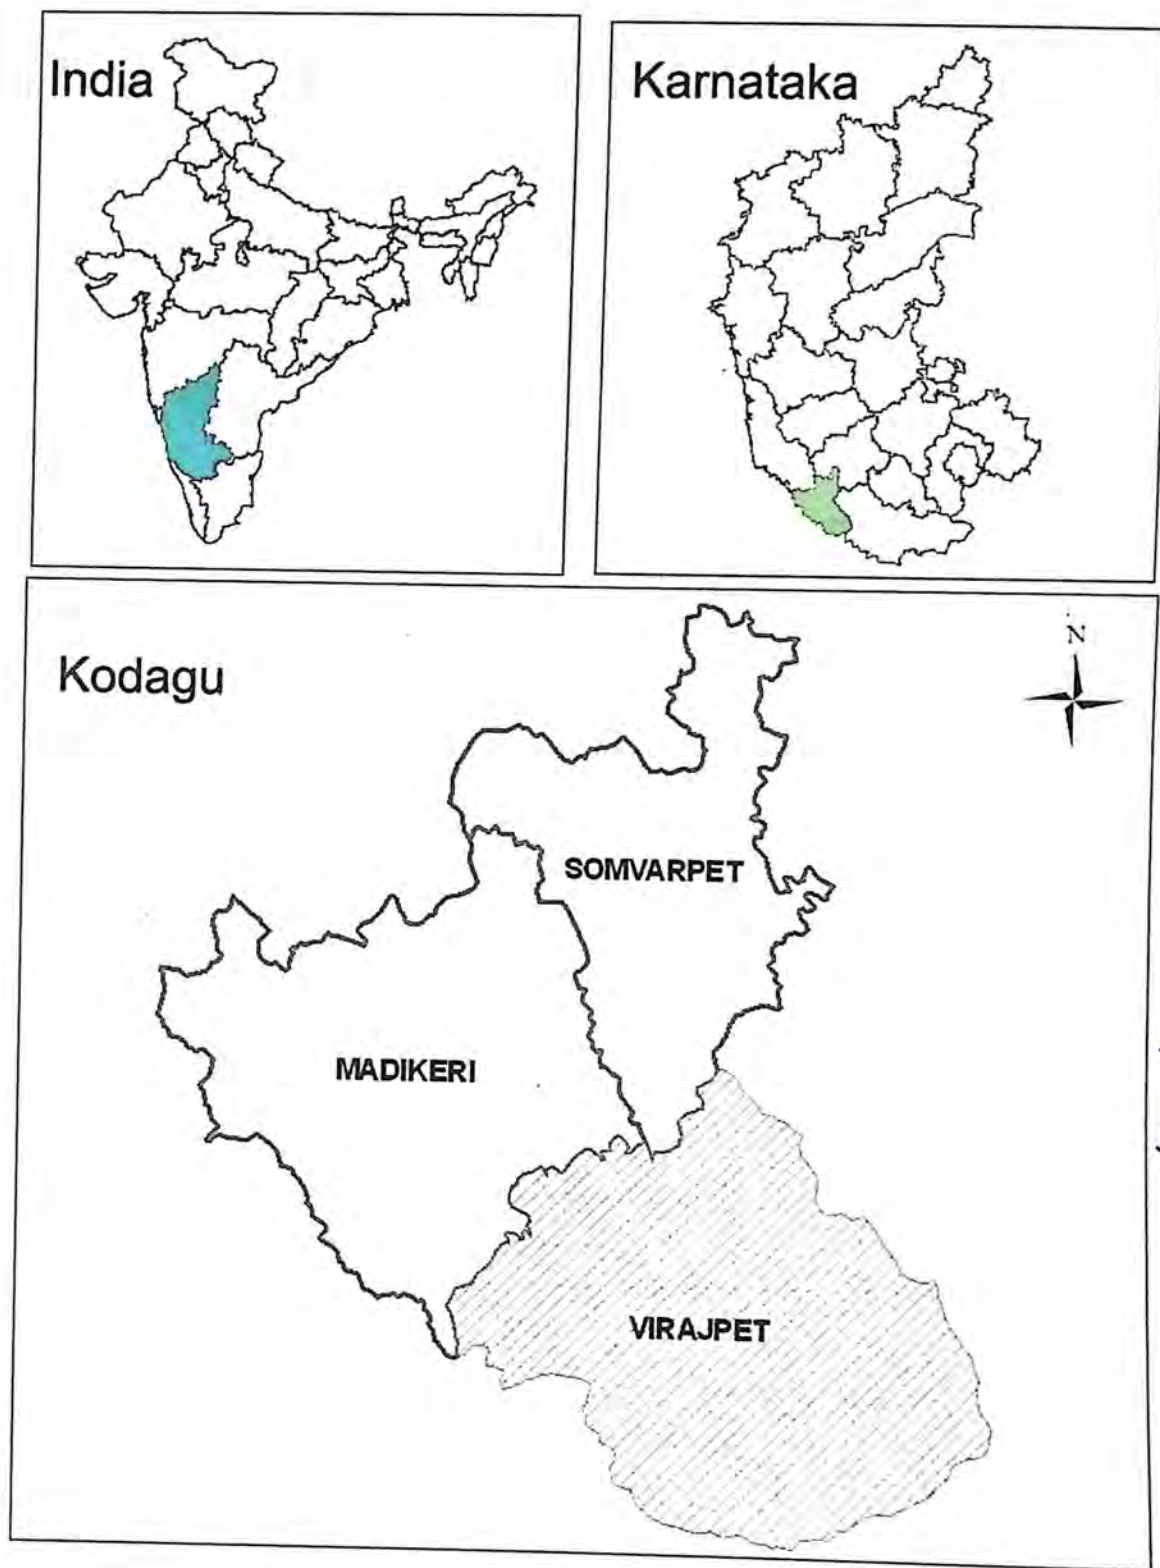 India
Karnataka
Kodagu
N
SOMVARPET
MADIKERI
VIRAJPET